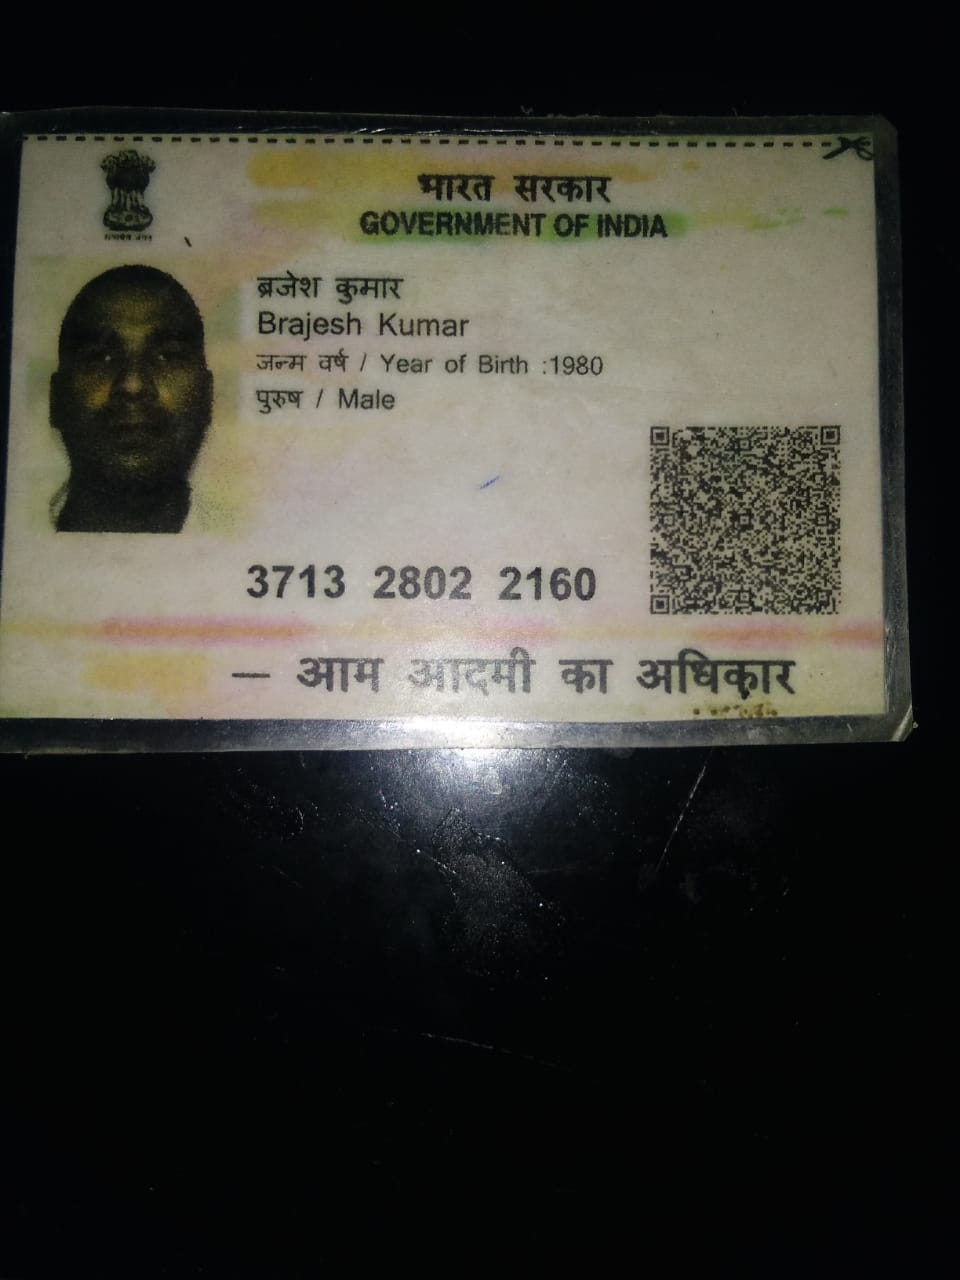 भारत सरकार
GOVERNMENT OF INDIA
ब्रजेश कुमार
Brajesh Kumar
जन्म वर्ष / Year of Birth :1980
पुरुष / Male
3713 2802 2160
— आम आदमी का अधिकार